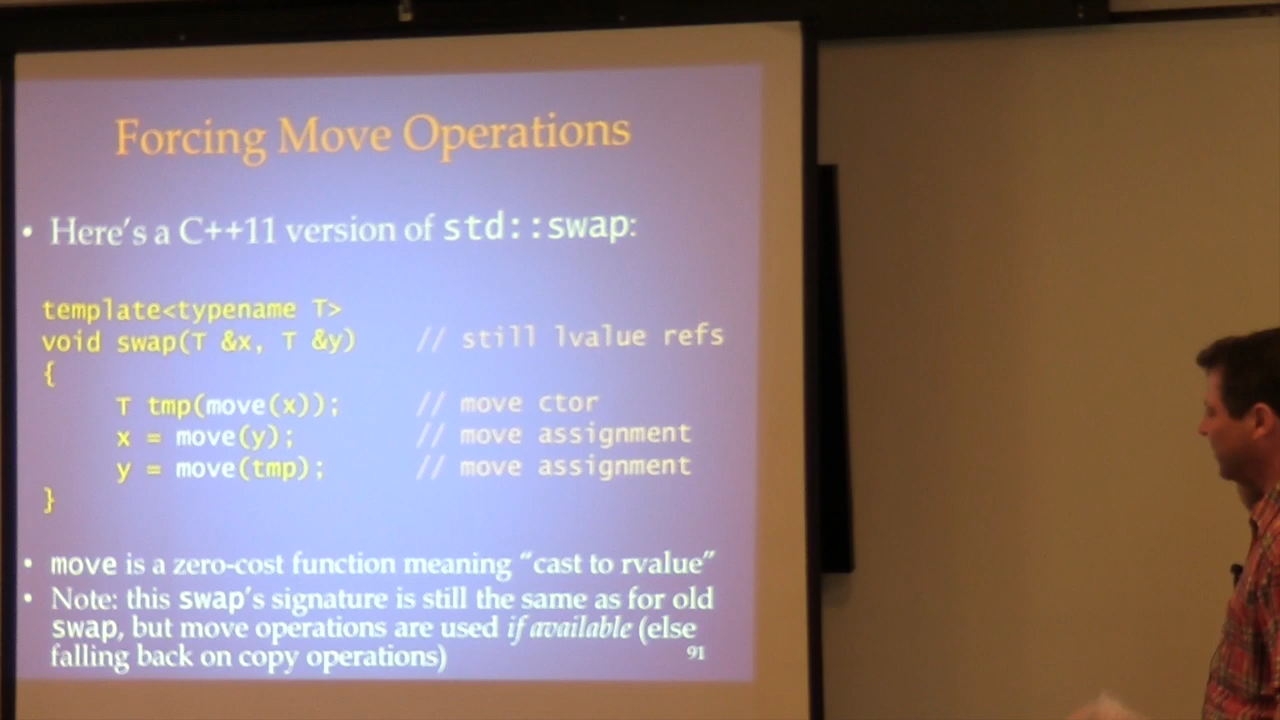 Forcing Move Operations
• Here's a C++11 version of std::swap:
template<typename T>
void swap(T &x, T &y) // still lvalue refs
{
T tmp(move(x)); // move ctor
x = move(y); // move assignment
y = move(tmp); // move assignment
}
• move is a zero-cost function meaning “cast to rvalue”
• Note: this swap's signature is still the same as for old
swap, but move operations are used if available (else
falling back on copy operations)
91